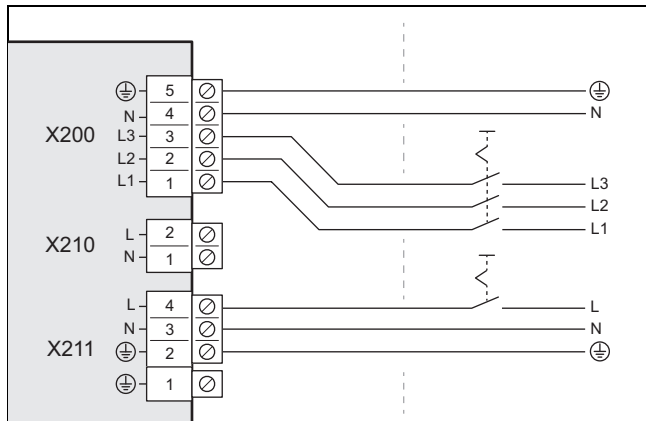 ⏚ 5 ⏚
N 4 N
X200 L3 3
L2 2
L1 1
L3
L2
L1
L 2
X210 N 1
L 4 L
N 3 N
X211 ⏚ 2 ⏚
⏚ 1